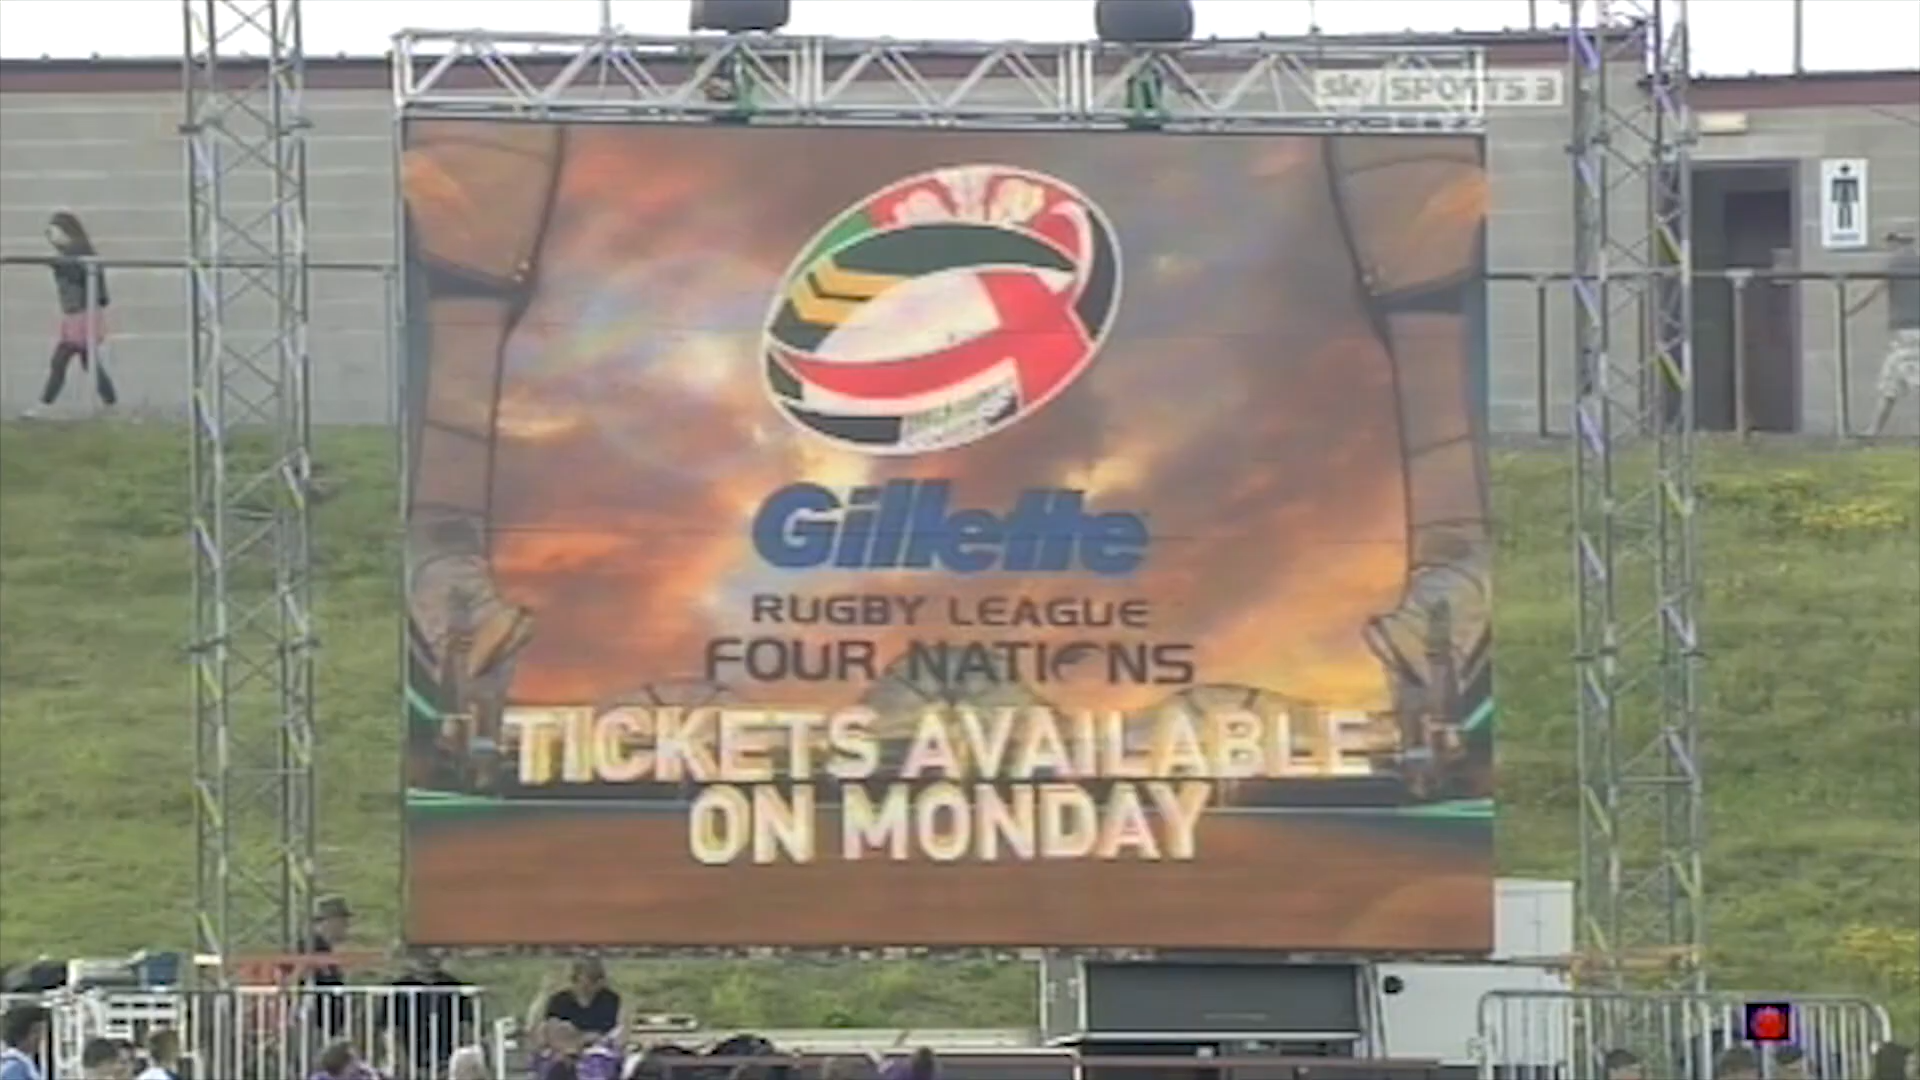 sky SPORTS 3
Gillette
RUGBY LEAGUE
FOUR NATIONS
TICKETS AVAILABLE
ON MONDAY